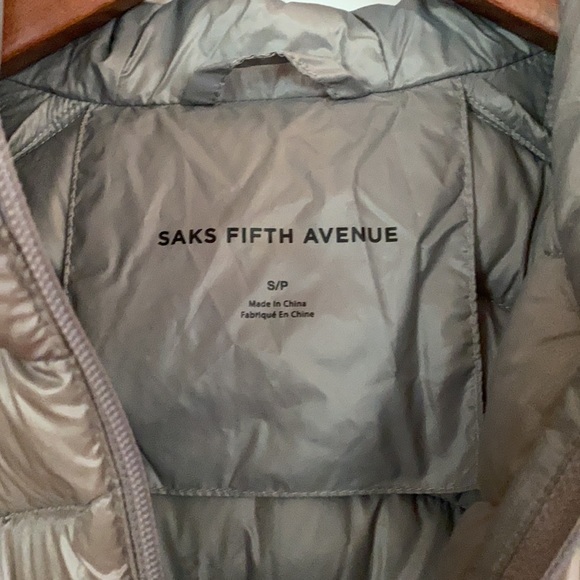 SAKS FIFTH AVENUE
S/P
Made In China
Fabriqué En Chine